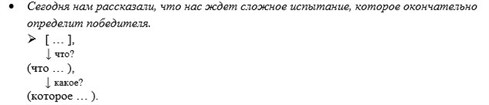 • Сегодня нам рассказали, что нас ждет сложное испытание, которое окончательно
определит победителя.
➢ [ … ],
↓ что?
(что … ),
↓ какое?
(которое … ).